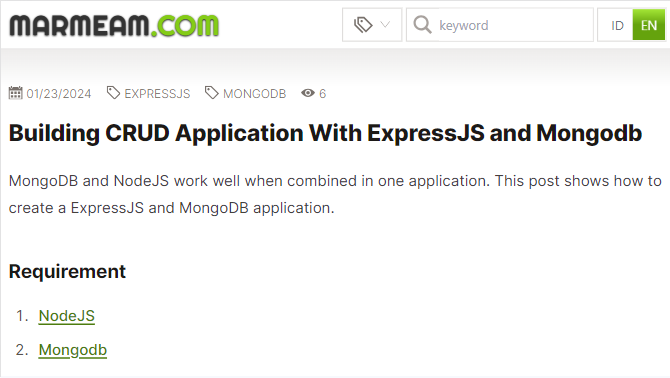 MARMEAM.COM
keyword
ID
EN
01/23/2024 EXPRESSJS MONGODB 6
Building CRUD Application With ExpressJS and Mongodb
MongoDB and NodeJS work well when combined in one application. This post shows how to
create a ExpressJS and MongoDB application.
Requirement
1. NodeJS
2. Mongodb